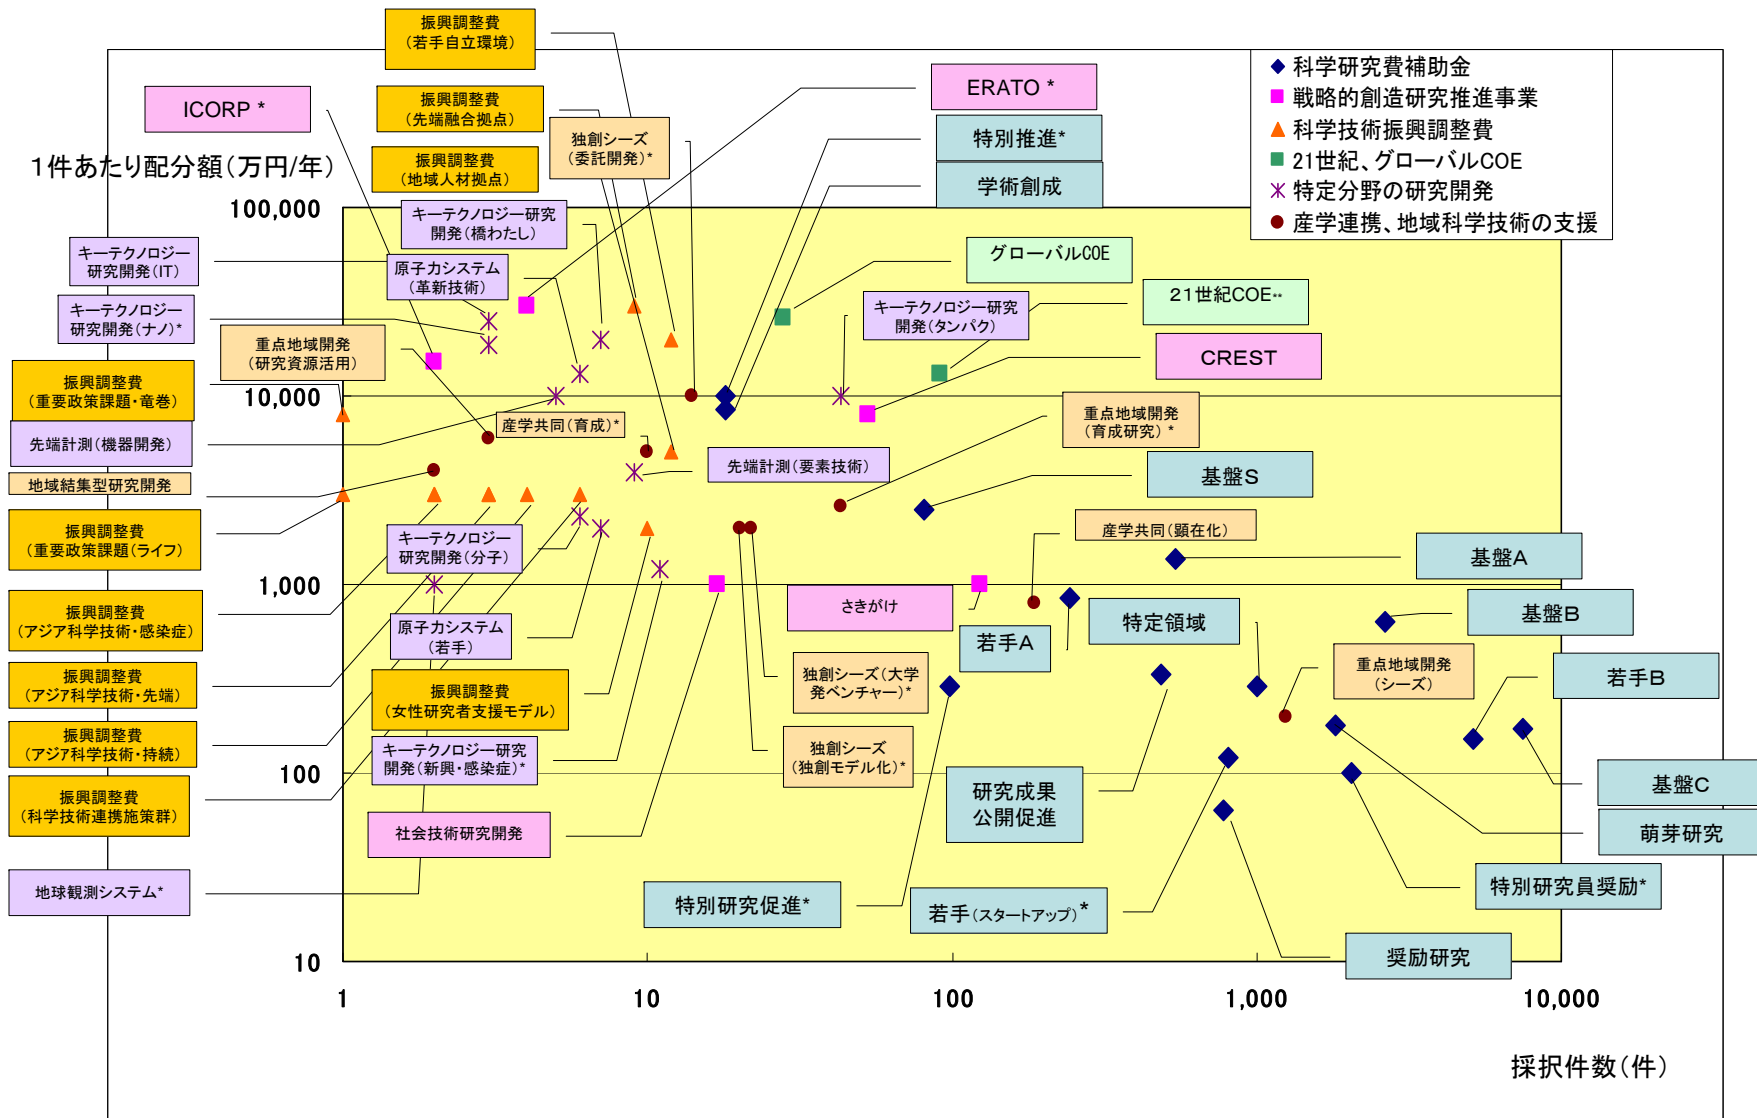 振興調整費
（若手自立環境）
ICORP *
振興調整費
（先端融合拠点）
独創シーズ
（委託開発）*
ERATO *
特別推進*
学術創成
◆ 科学研究費補助金
■ 戦略的創造研究推進事業
▲ 科学技術振興調整費
■ 21世紀、グローバルCOE
特定分野の研究開発
● 産学連携、地域科学技術の支援
１件あたり配分額（万円/年）
振興調整費
（地域人材拠点）
100,000
キーテクノロジー研究
開発（橋わたし）
キーテクノロジー
研究開発（IT）
原子力システム
（革新技術）
グローバルCOE
21世紀COE**
キーテクノロジー
研究開発（ナノ）*
キーテクノロジー研究
開発（タンパク）
重点地域開発
（研究資源活用）
CREST
振興調整費
（重要政策課題・竜巻）
10,000
産学共同（育成）*
重点地域開発
（育成研究）*
先端計測（機器開発）
先端計測（要素技術）
基盤S
地域結集型研究開発
振興調整費
（重要政策課題（ライフ）
キーテクノロジー
研究開発（分子）
産学共同（顕在化）
基盤A
1,000
さきがけ
振興調整費
（アジア科学技術・感染症）
原子力システム
（若手）
若手A
特定領域
基盤B
振興調整費
（アジア科学技術・先端）
振興調整費
（女性研究者支援モデル）
独創シーズ（大学
発ベンチャー）*
重点地域開発
（シーズ）
若手B
振興調整費
（アジア科学技術・持続）
キーテクノロジー研究
開発（新興・感染症）*
独創シーズ
（独創モデル化）*
100
振興調整費
（科学技術連携施策群）
研究成果
公開促進
基盤C
社会技術研究開発
萌芽研究
地球観測システム*
特別研究促進*
若手（スタートアップ）*
特別研究員奨励*
奨励研究
10
1
10
100
1,000
10,000
採択件数（件）